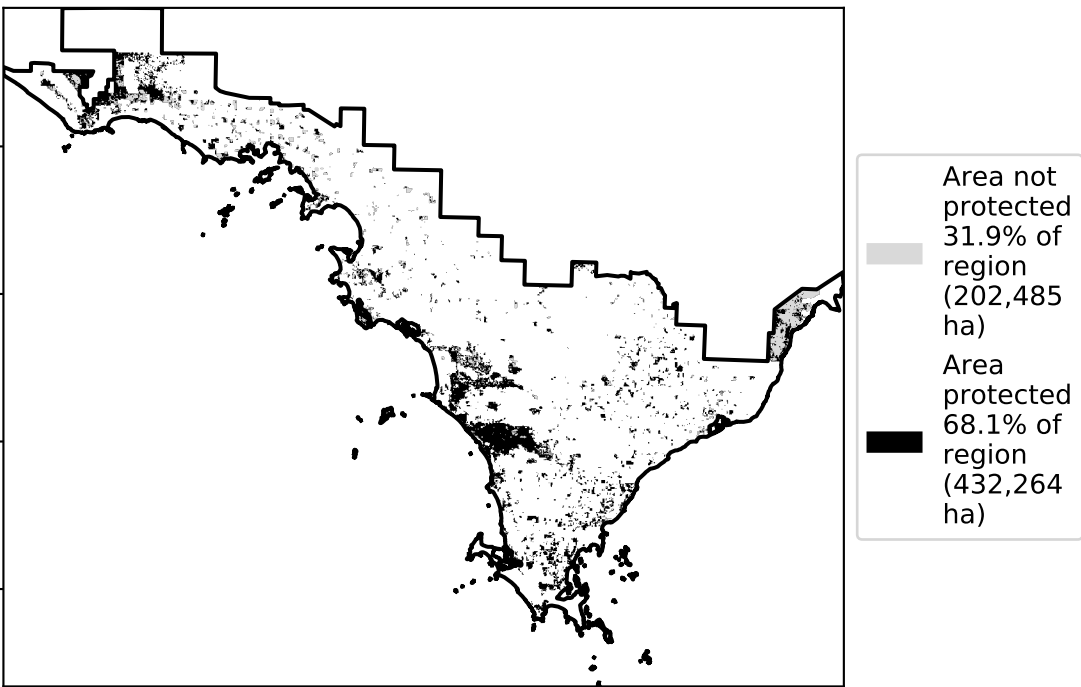 Area not
protected
31.9% of
region
(202,485
ha)
Area
protected
68.1% of
region
(432,264
ha)